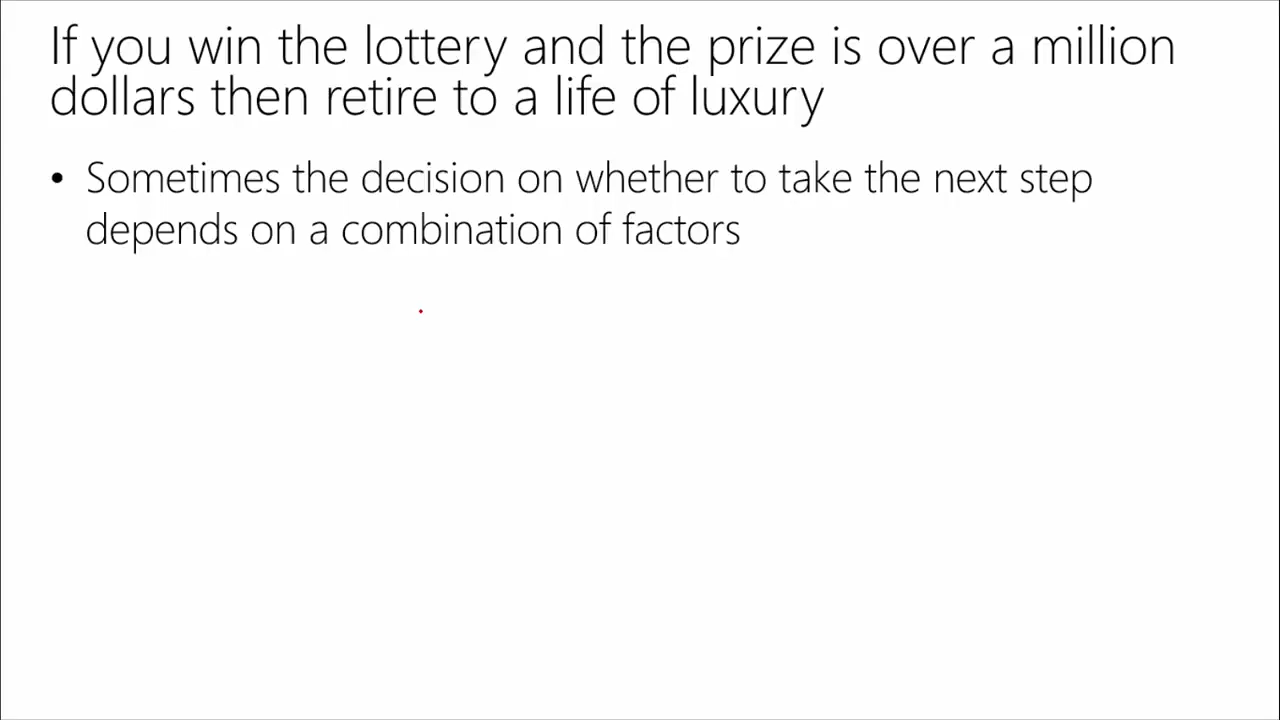 If you win the lottery and the prize is over a million
dollars then retire to a life of luxury
• Sometimes the decision on whether to take the next step
depends on a combination of factors